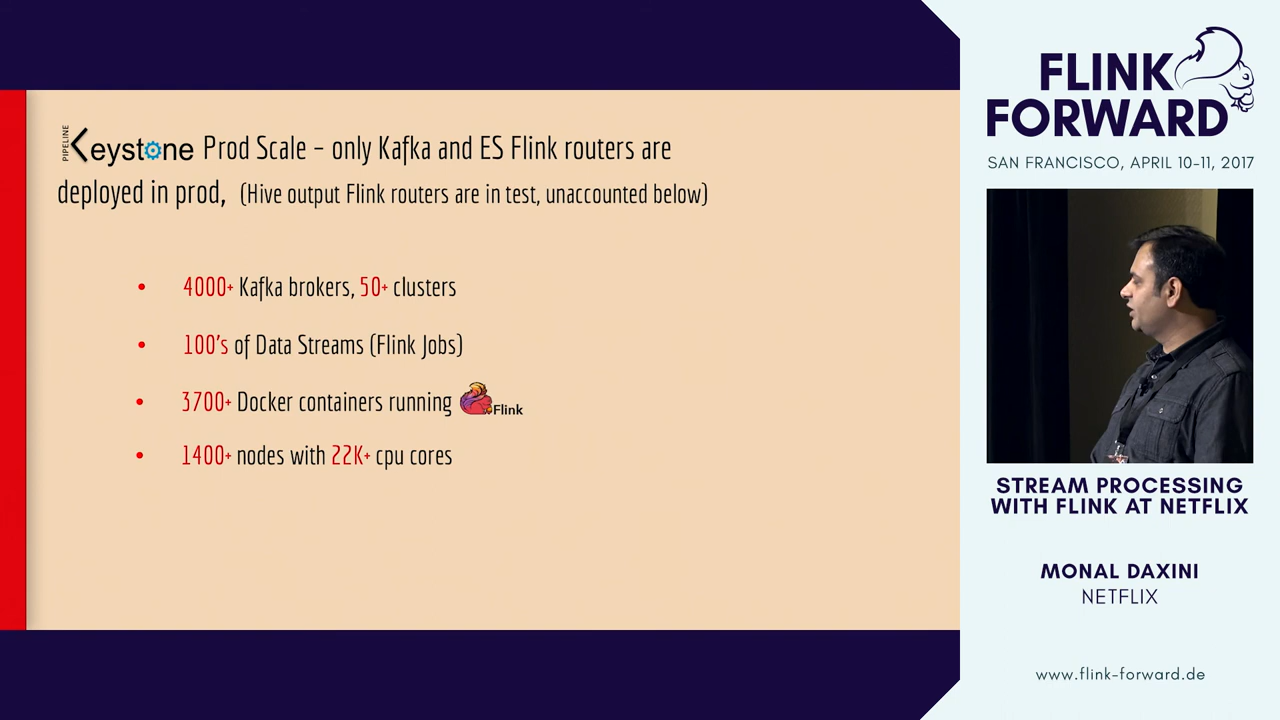 PIPELINE
Keystone Prod Scale – only Kafka and ES Flink routers are
deployed in prod, (Hive output Flink routers are in test, unaccounted below)
• 4000+ Kafka brokers, 50+ clusters
• 100's of Data Streams (Flink Jobs)
• 3700+ Docker containers running Flink
• 1400+ nodes with 22K+ cpu cores
FLINK
FORWARD
SAN FRANCISCO, APRIL 10-11, 2017
STREAM PROCESSING
WITH FLINK AT NETFLIX
MONAL DAXINI
NETFLIX
www.flink-forward.de